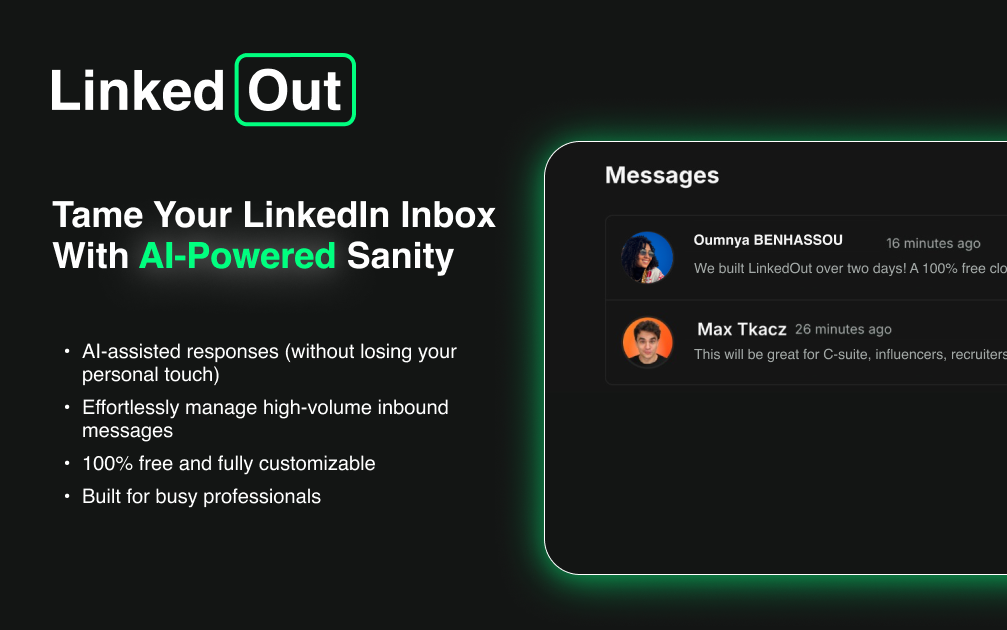 Linked Out
Tame Your LinkedIn Inbox
With AI-Powered Sanity
• AI-assisted responses (without losing your
personal touch)
• Effortlessly manage high-volume inbound
messages
• 100% free and fully customizable
• Built for busy professionals
Messages
Oumnya BENHASSOU 16 minutes ago
We built LinkedOut over two days! A 100% free clo
Max Tkacz 26 minutes ago
This will be great for C-suite, influencers, recruiters